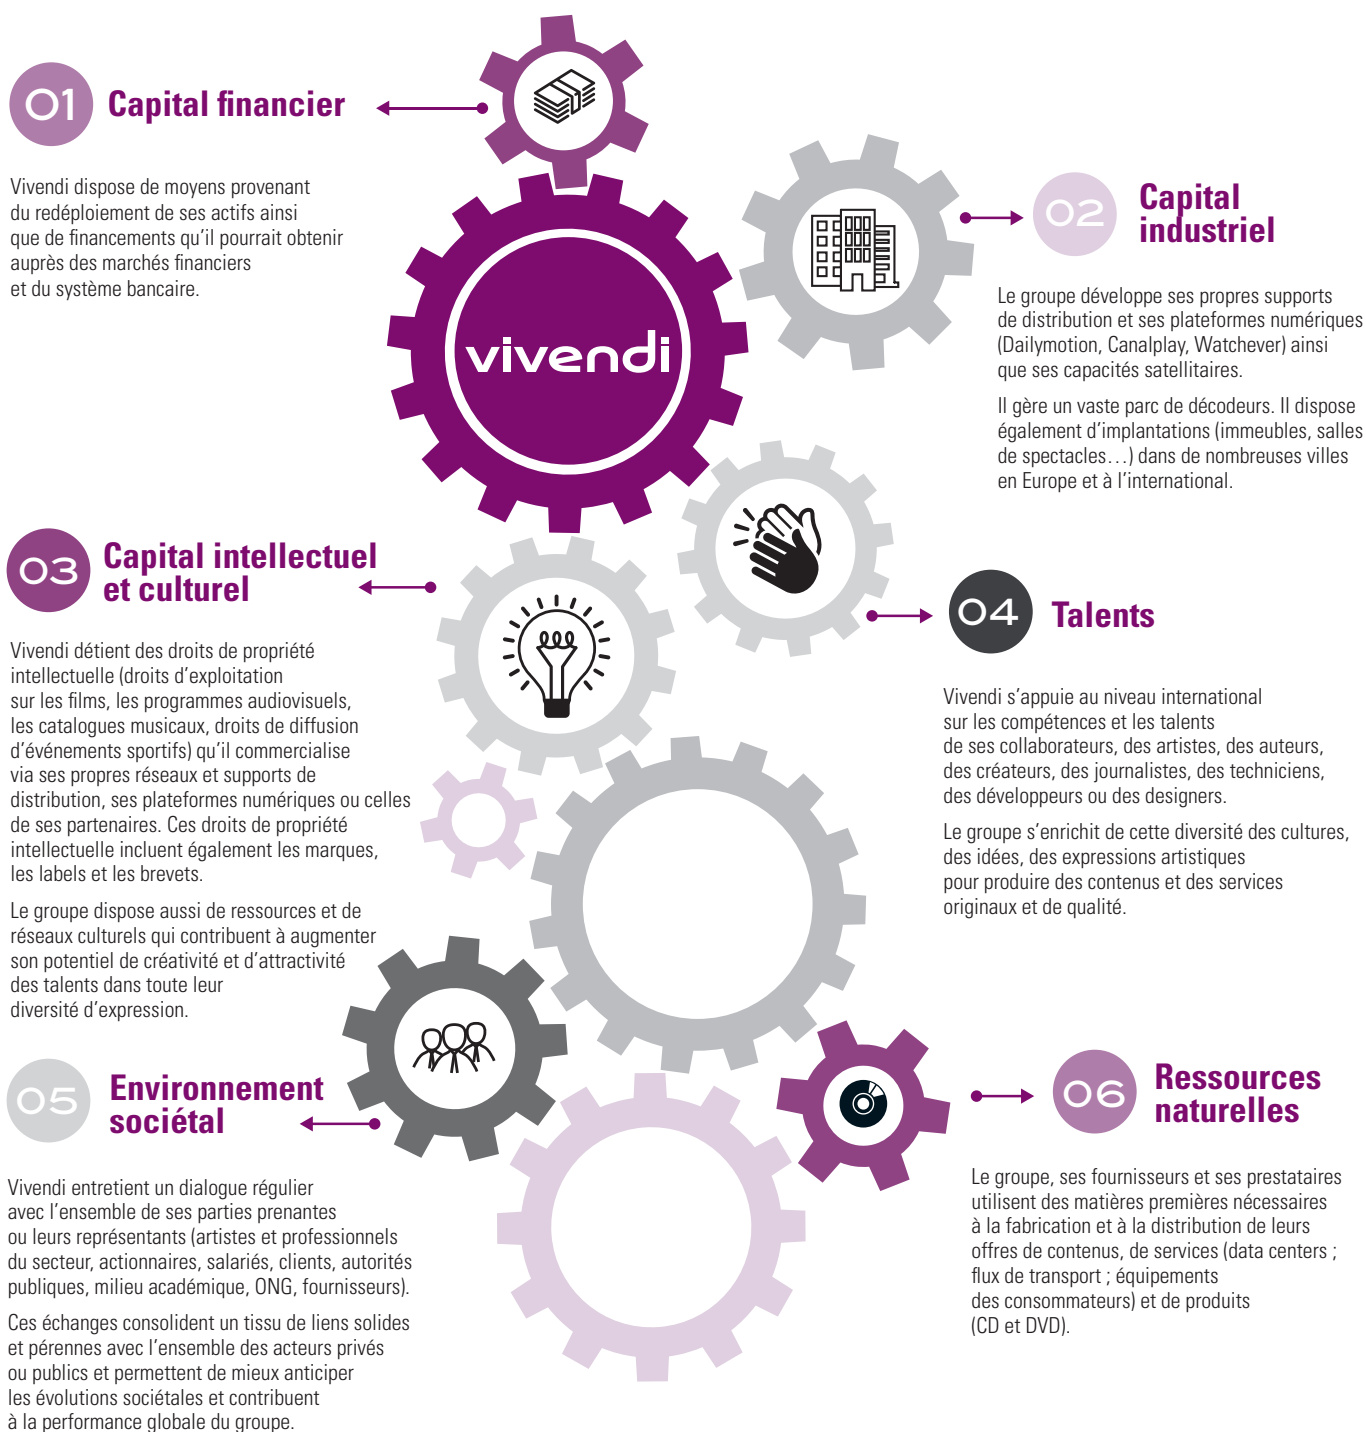 01
Capital financier
Vivendi dispose de moyens provenant
du redéploiement de ses actifs ainsi
que de financements qu’il pourrait obtenir
auprès des marchés financiers
et du système bancaire.
vivendi
02
Capital
industriel
Le groupe développe ses propres supports
de distribution et ses plateformes numériques
(Dailymotion, Canalplay, Watchever) ainsi
que ses capacités satellitaires.
Il gère un vaste parc de décodeurs. Il dispose
également d’implantations (immeubles, salles
de spectacles…) dans de nombreuses villes
en Europe et à l’international.
03
Capital intellectuel
et culturel
Vivendi détient des droits de propriété
intellectuelle (droits d’exploitation
sur les films, les programmes audiovisuels,
les catalogues musicaux, droits de diffusion
d’événements sportifs) qu’il commercialise
via ses propres réseaux et supports de
distribution, ses plateformes numériques ou celles
de ses partenaires. Ces droits de propriété
intellectuelle incluent également les marques,
les labels et les brevets.
Le groupe dispose aussi de ressources et de
réseaux culturels qui contribuent à augmenter
son potentiel de créativité et d’attractivité
des talents dans toute leur
diversité d’expression.
04
Talents
Vivendi s’appuie au niveau international
sur les compétences et les talents
de ses collaborateurs, des artistes, des auteurs,
des créateurs, des journalistes, des techniciens,
des développeurs ou des designers.
Le groupe s’enrichit de cette diversité des cultures,
des idées, des expressions artistiques
pour produire des contenus et des services
originaux et de qualité.
05
Environnement
sociétal
Vivendi entretient un dialogue régulier
avec l’ensemble de ses parties prenantes
ou leurs représentants (artistes et professionnels
du secteur, actionnaires, salariés, clients, autorités
publiques, milieu académique, ONG, fournisseurs).
Ces échanges consolident un tissu de liens solides
et pérennes avec l’ensemble des acteurs privés
ou publics et permettent de mieux anticiper
les évolutions sociétales et contribuent
à la performance globale du groupe.
06
Ressources
naturelles
Le groupe, ses fournisseurs et ses prestataires
utilisent des matières premières nécessaires
à la fabrication et à la distribution de leurs
offres de contenus, de services (data centers ;
flux de transport ; équipements
des consommateurs) et de produits
(CD et DVD).